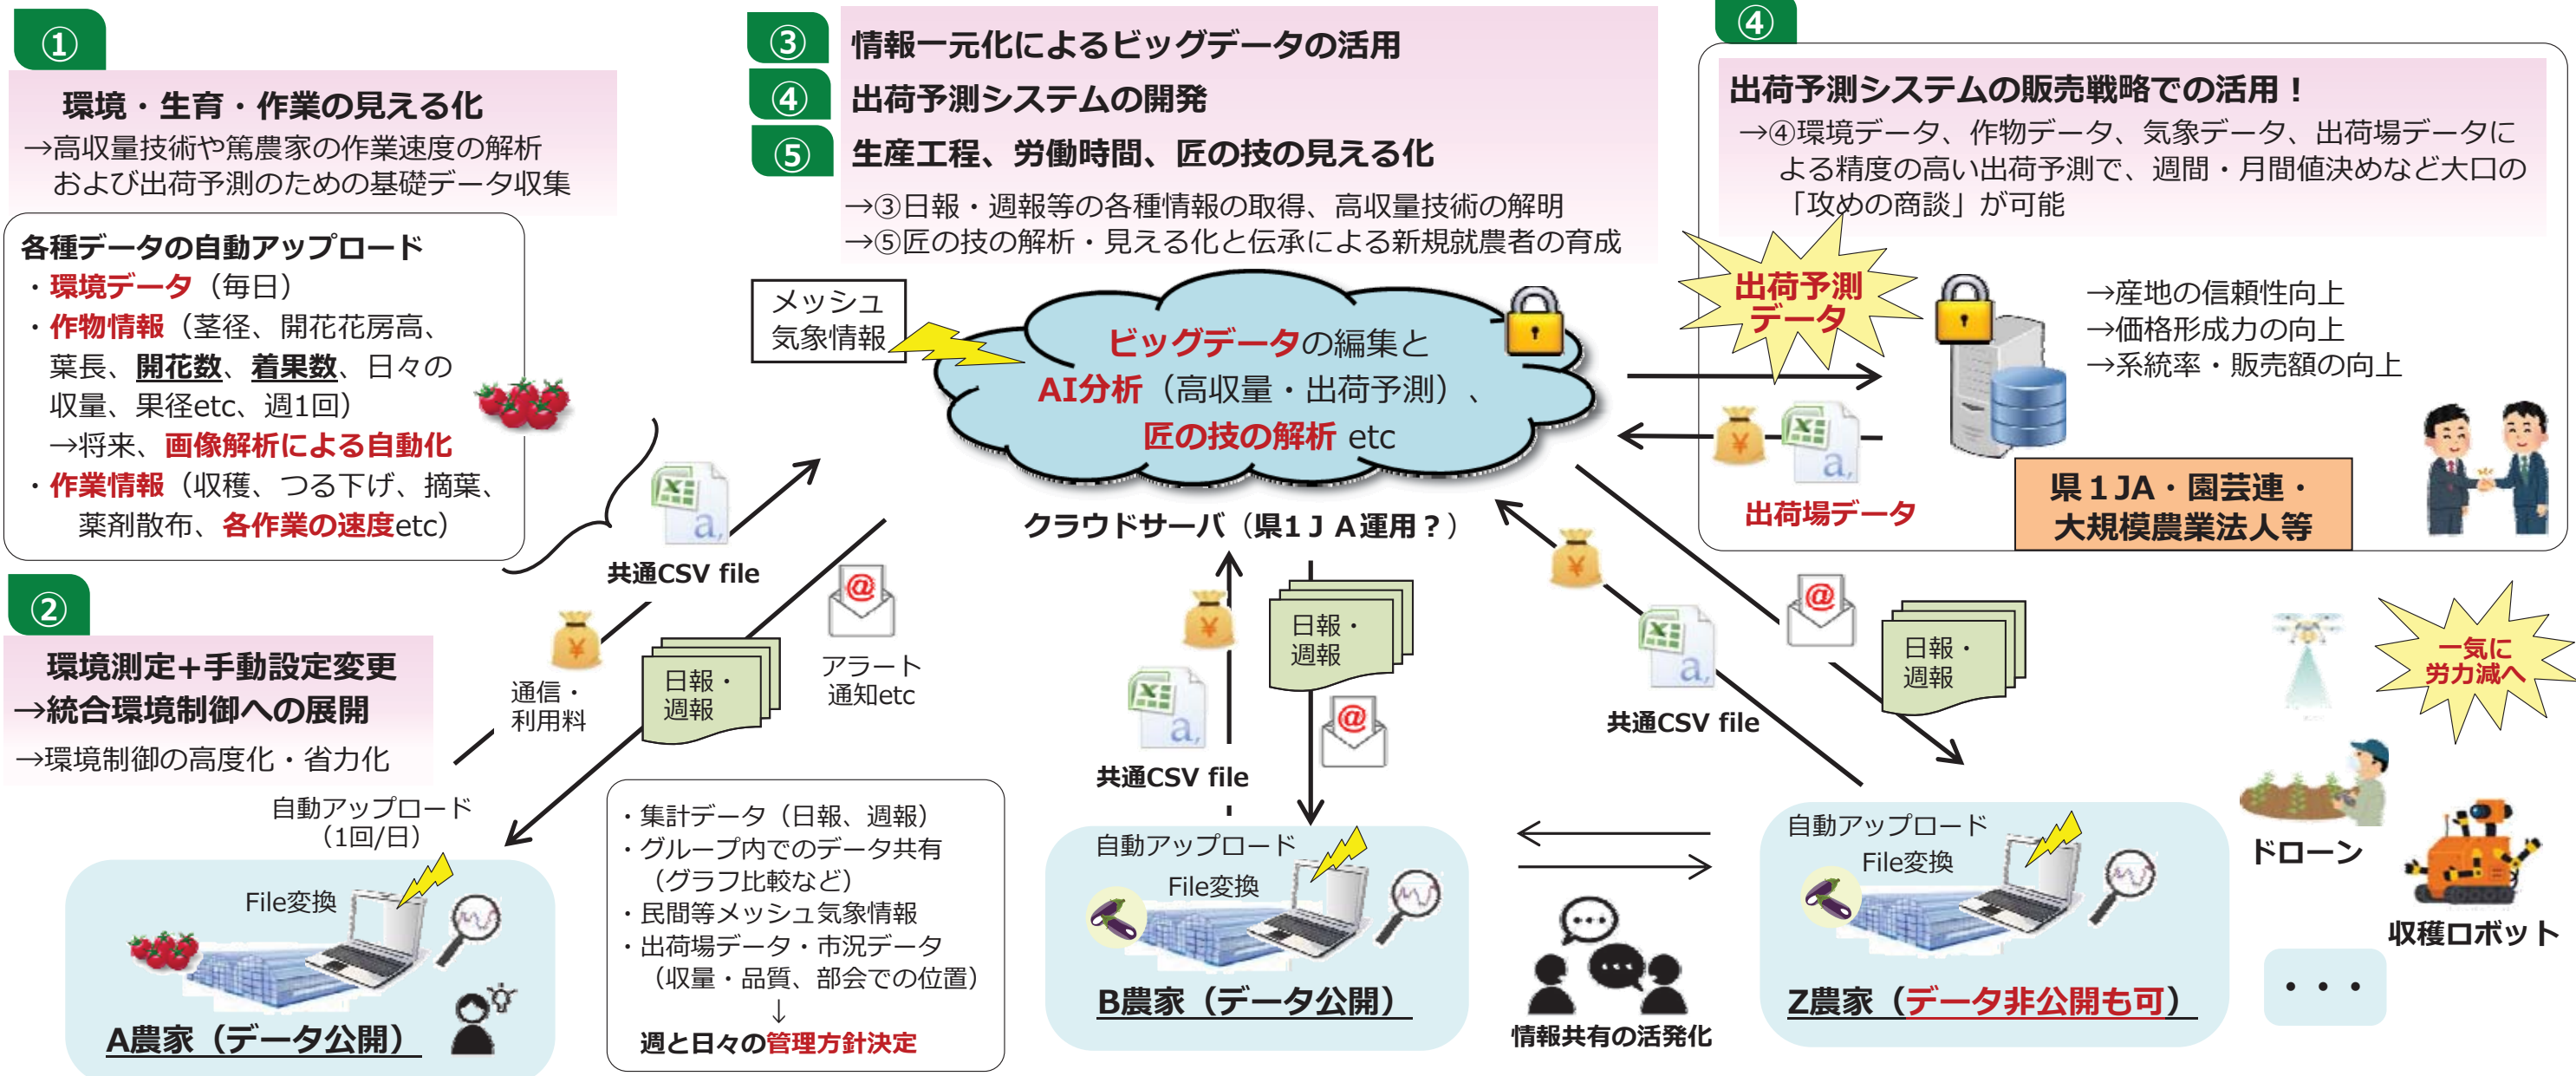 ①
環境・生育・作業の見える化
→高収量技術や篤農家の作業速度の解析
および出荷予測のための基礎データ収集
各種データの自動アップロード
・環境データ（毎日）
・作物情報（茎径、開花花房高、
葉長、開花数、着果数、日々の
収量、果径etc、週1回）
→将来、画像解析による自動化
・作業情報（収穫、つる下げ、摘葉、
薬剤散布、各作業の速度etc）
②
環境測定+手動設定変更
→統合環境制御への展開
→環境制御の高度化・省力化
③
情報一元化によるビッグデータの活用
④
出荷予測システムの開発
⑤
生産工程、労働時間、匠の技の見える化
→③日報・週報等の各種情報の取得、高収量技術の解明
→⑤匠の技の解析・見える化と伝承による新規就農者の育成
メッシュ
気象情報
ビッグデータの編集と
AI分析（高収量・出荷予測）、
匠の技の解析 etc
クラウドサーバ（県1ＪＡ運用？）
④
出荷予測システムの販売戦略での活用！
→④環境データ、作物データ、気象データ、出荷場データに
よる精度の高い出荷予測で、週間・月間値決めなど大口の
「攻めの商談」が可能
出荷予測
データ
→産地の信頼性向上
→価格形成力の向上
→系統率・販売額の向上
¥
a,
出荷場データ
県１JA・園芸連・
大規模農業法人等
a,
共通CSV file
¥
通信・
利用料
日報・
週報
@
アラート
通知etc
自動アップロード
（1回/日）
File変換
A農家（データ公開）
・集計データ（日報、週報）
・グループ内でのデータ共有
（グラフ比較など）
・民間等メッシュ気象情報
・出荷場データ・市況データ
（収量・品質、部会での位置）
↓
週と日々の管理方針決定
¥
a,
共通CSV file
日報・
週報
@
自動アップロード
File変換
B農家（データ公開）
情報共有の活発化
¥
a,
共通CSV file
@
日報・
週報
自動アップロード
File変換
Z農家（データ非公開も可）
一気に
労力減へ
ドローン
収穫ロボット
・・・